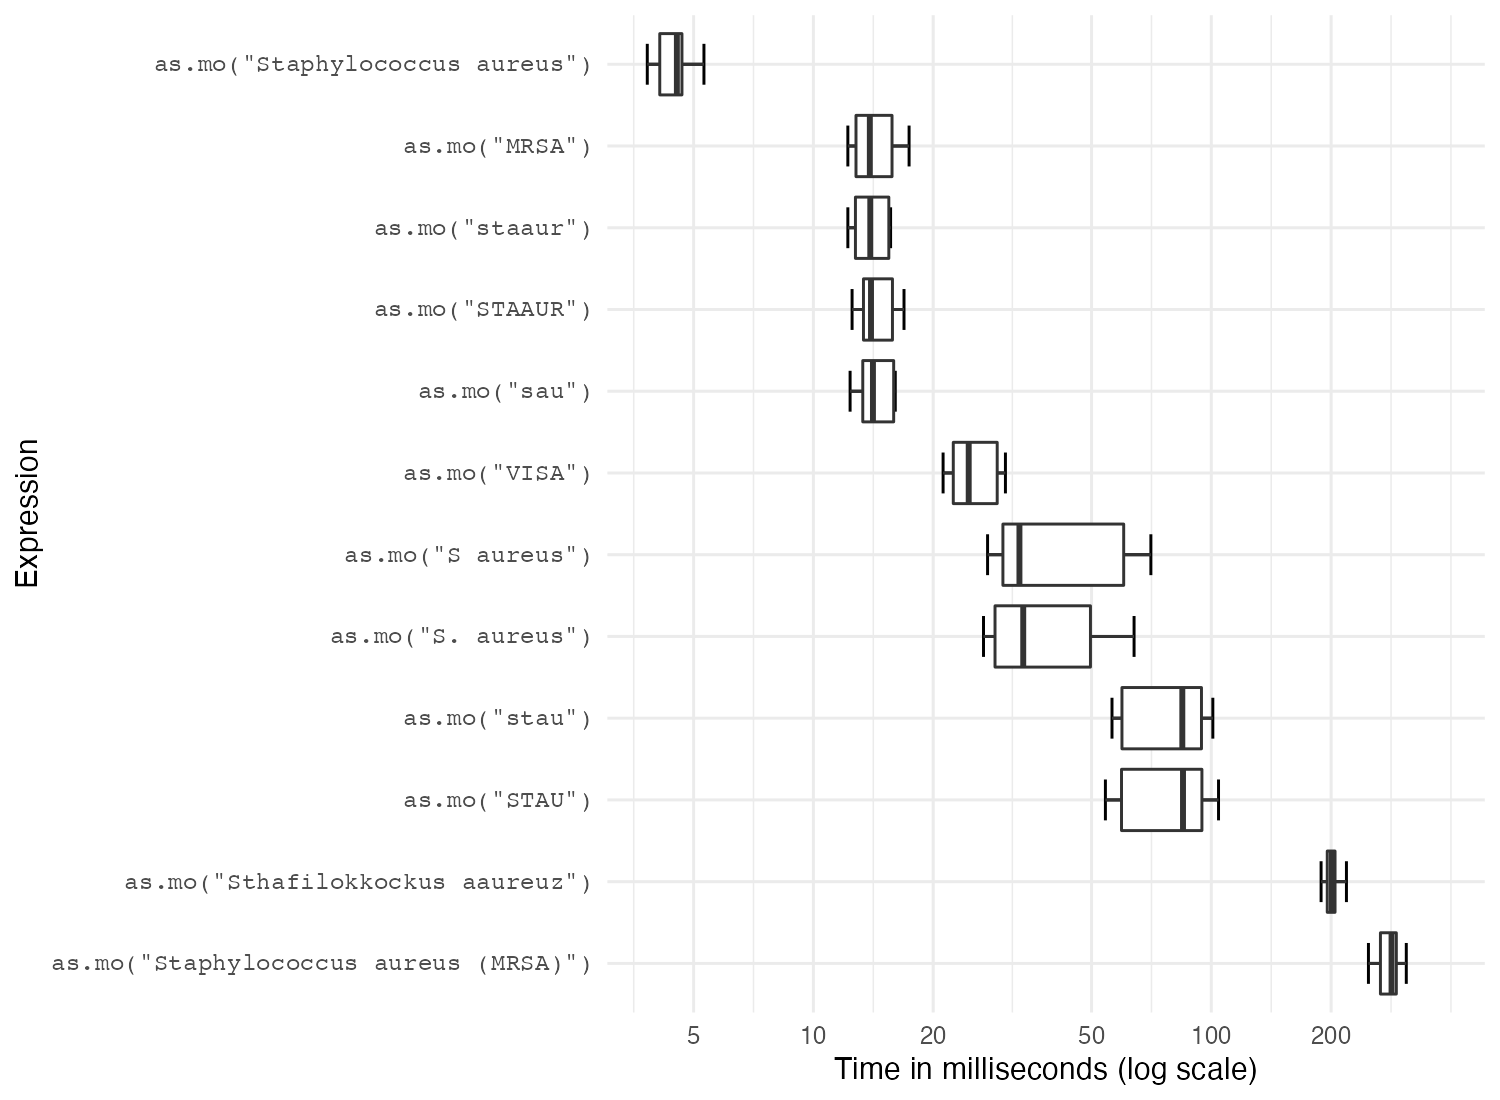 as.mo("Staphylococcus aureus")
as.mo("MRSA")
as.mo("staaur")
as.mo("STAAUR")
as.mo("sau")
as.mo("VISA")
as.mo("S aureus")
as.mo("S. aureus")
as.mo("stau")
as.mo("STAU")
as.mo("Sthafilokkockus aaureuz")
as.mo("Staphylococcus aureus (MRSA)")
Expression
5 10 20 50 100 200
Time in milliseconds (log scale)